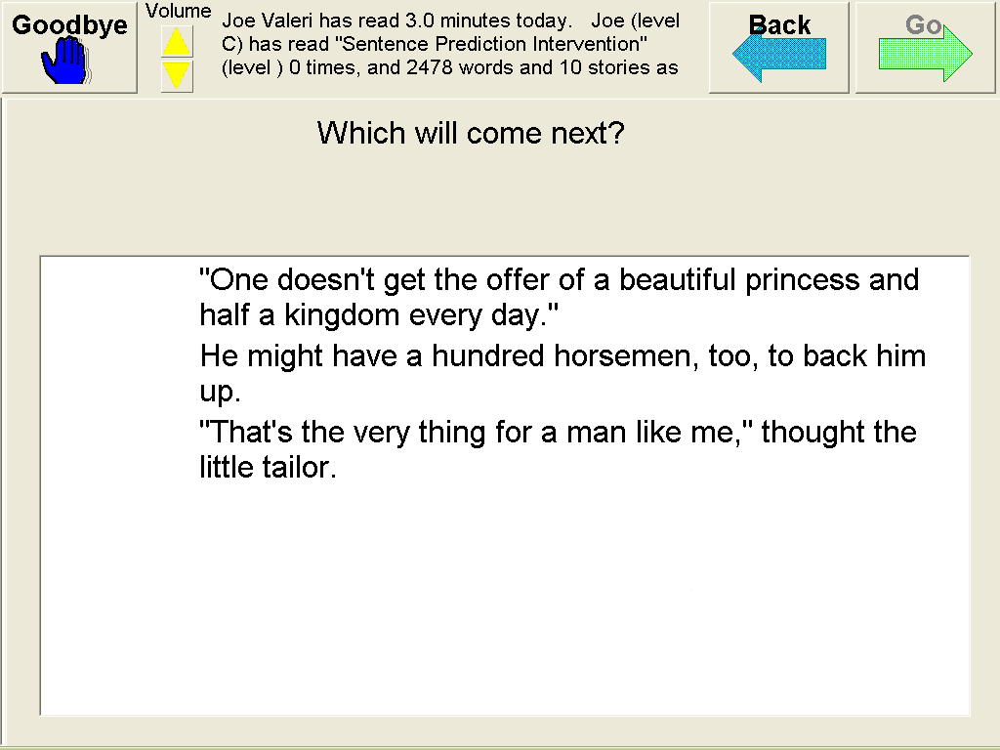 Goodbye
Volume
Joe Valeri has read 3.0 minutes today.   Joe (level
C) has read "Sentence Prediction Intervention"
(level ) 0 times, and 2478 words and 10 stories as
Back
Go
Which will come next?
"One doesn't get the offer of a beautiful princess and
half a kingdom every day."
He might have a hundred horsemen, too, to back him
up.
"That's the very thing for a man like me," thought the
little tailor.